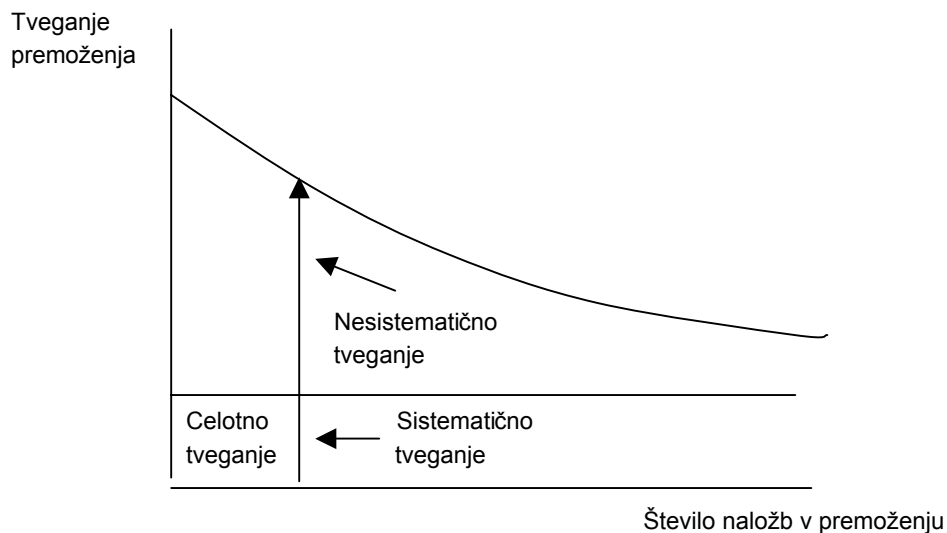 Tveganje
premoženja
Nesistematično
tveganje
Celotno
tveganje
Sistematično
tveganje
Število naložb v premoženju